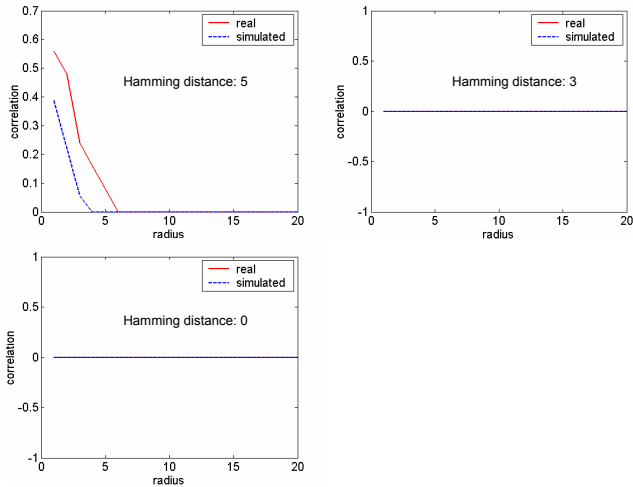 0.7
real
simulated
0.6
0.5
Hamming distance: 5
0.4
correlation
0.3
0.2
0.1
0
0 5 10 15 20
radius
1
real
simulated
0.5
Hamming distance: 3
correlation
0
-0.5
-1
0 5 10 15 20
radius
1
real
simulated
0.5
Hamming distance: 0
correlation
0
-0.5
-1
0 5 10 15 20
radius